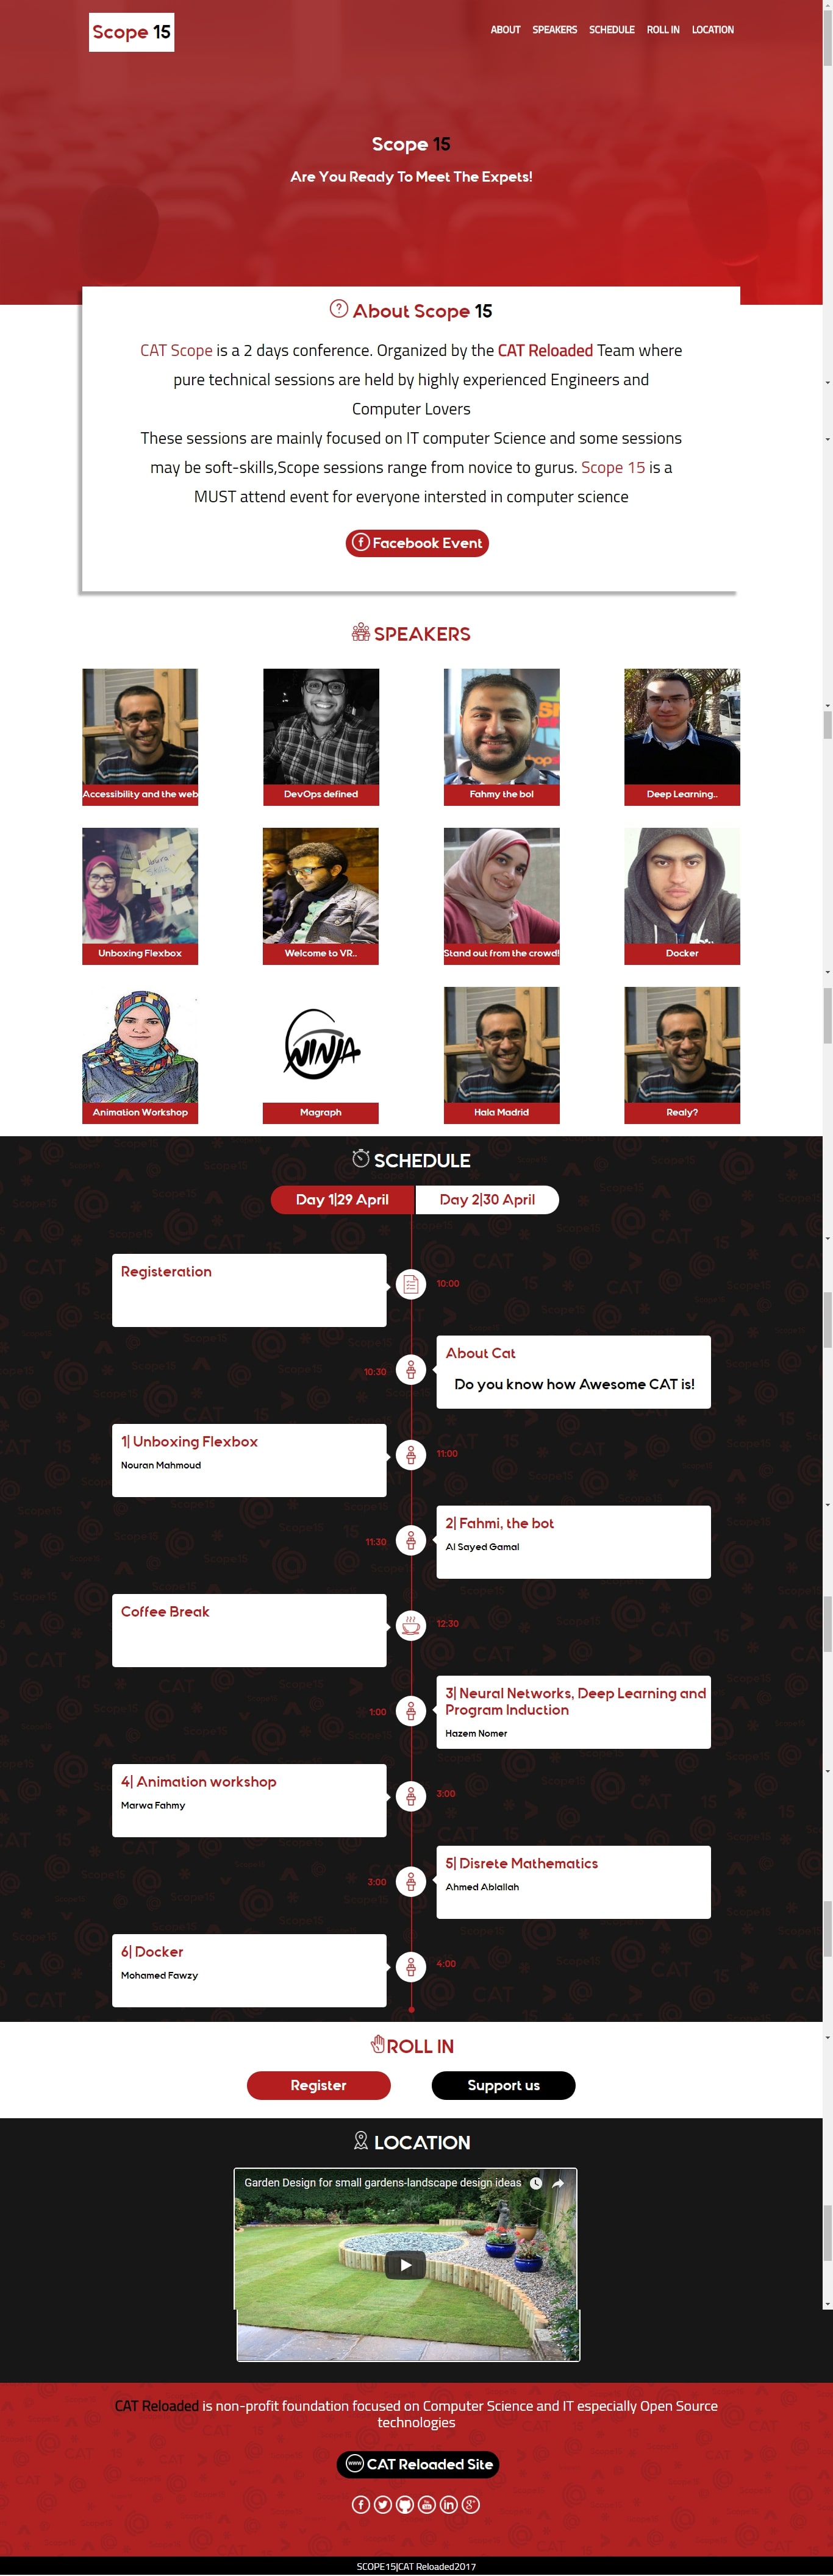 Scope 15
ABOUT SPEAKERS SCHEDULE ROLL IN LOCATION
Scope 15
Are You Ready To Meet The Expets!
About Scope 15
CAT Scope is a 2 days conference. Organized by the CAT Reloaded Team where
pure technical sessions are held by highly experienced Engineers and
Computer Lovers
These sessions are mainly focused on IT computer Science and some sessions
may be soft-skills,Scope sessions range from novice to gurus. Scope 15 is a
MUST attend event for everyone intersted in computer science
Facebook Event
SPEAKERS
Accessibility and the web
DevOps defined
Fahmy the bol
Deep Learning..
Unboxing Flexbox
Welcome to VR..
Stand out from the crowd!
Docker
NINJA
Animation Workshop
Magraph
Hala Madrid
Realy?
SCHEDULE
Day 1|29 April
Day 2|30 April
Registeration
10:00
About Cat
Do you know how Awesome CAT is!
10:30
1| Unboxing Flexbox
Nouran Mahmoud
11:00
2| Fahmi, the bot
Al Sayed Gamal
11:30
Coffee Break
12:30
3| Neural Networks, Deep Learning and
Program Induction
Hazem Nomer
1:00
4| Animation workshop
Marwa Fahmy
3:00
5| Disrete Mathematics
Ahmed Ablallah
3:00
6| Docker
Mohamed Fawzy
4:00
ROLL IN
Register
Support us
LOCATION
Garden Design for small gardens-landscape design ideas
CAT Reloaded is non-profit foundation focused on Computer Science and IT especially Open Source
technologies
www CAT Reloaded Site
SCOPE15|CAT Reloaded2017